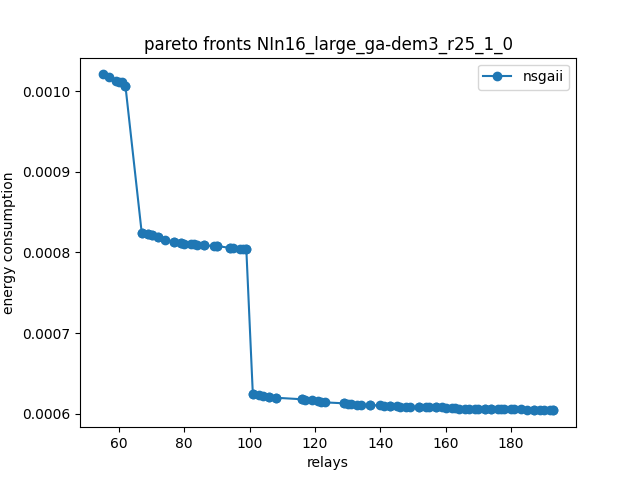 pareto fronts NIn16_large_ga-dem3_r25_1_0
nsgaii
0.0010
0.0009
0.0008
0.0007
0.0006
energy consumption
60 80 100 120 140 160 180
relays